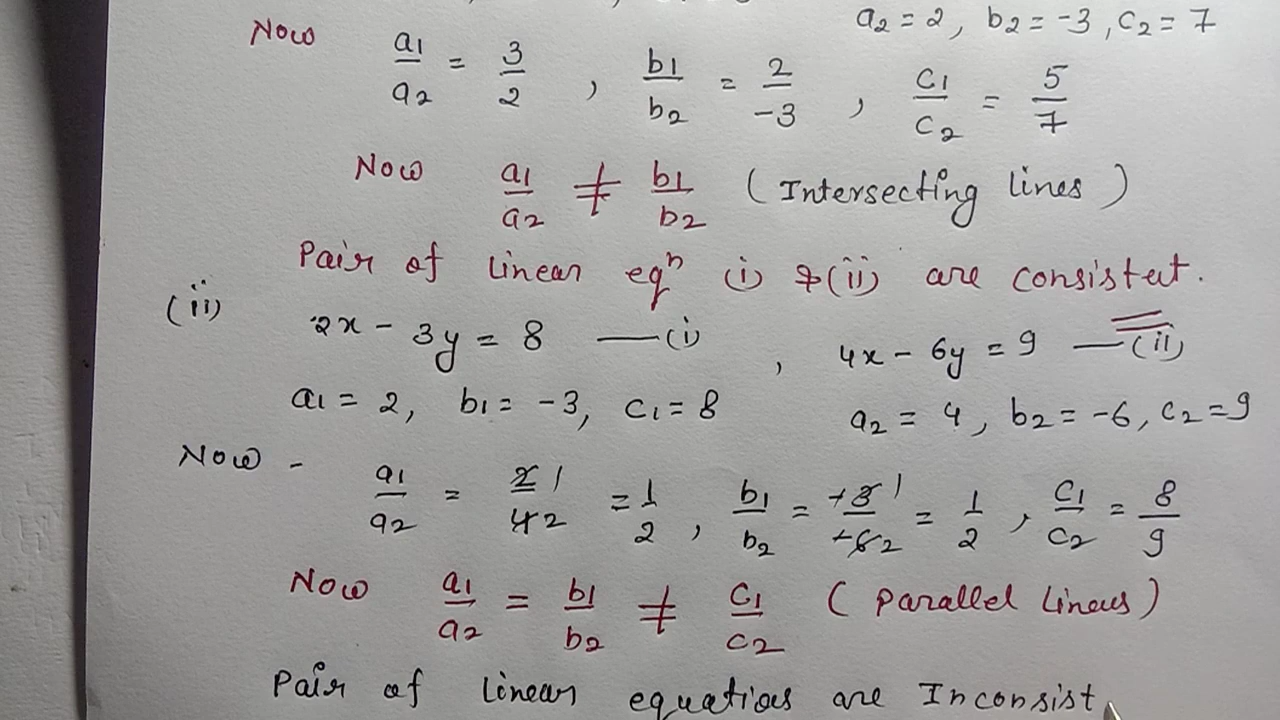 a2 = 2, b2 = -3, c2 = 7
Now a1/a2 = 3/2, b1/b2 = 2/-3, c1/c2 = 5/7
Now a1/a2 ≠ b1/b2 (Intersecting lines)
Pair of linear eqⁿ (i) & (ii) are consistet.
(ii) 2x - 3y = 8 —(i), 4x - 6y = 9 —(ii)
a1 = 2, b1 = -3, c1 = 8 a2 = 4, b2 = -6, c2 = 9
Now - a1/a2 = 2 1/4 2 = 1/2, b1/b2 = +3 1/+6 2 = 1/2, c1/c2 = 8/9
Now a1/a2 = b1/b2 ≠ c1/c2 (Parallel Lines)
Pair of linear equations are Inconsist